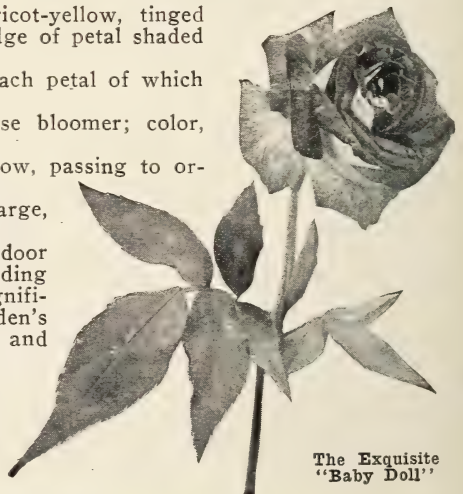 ricot-yellow, tinged
dge of petal shaded
ach petal of which
se bloomer; color,
ow, passing to or-
arge,
door
ding
gnifi-
den's
and
The Exquisite
"Baby Doll"